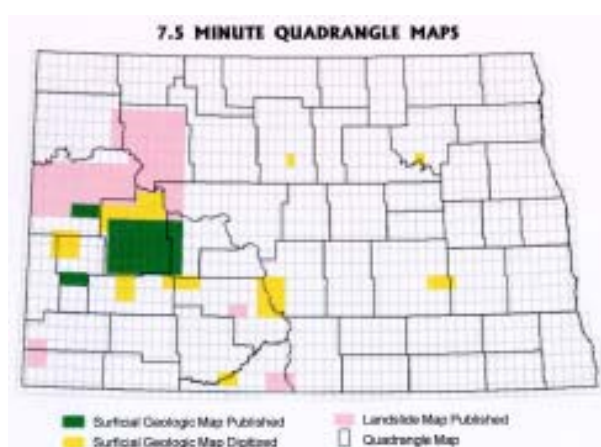 7.5 MINUTE QUADRANGLE MAPS
Surficial Geologic Map Published
Landslide Map Published
Surficial Geologic Map Digitized
Quadrangle Map